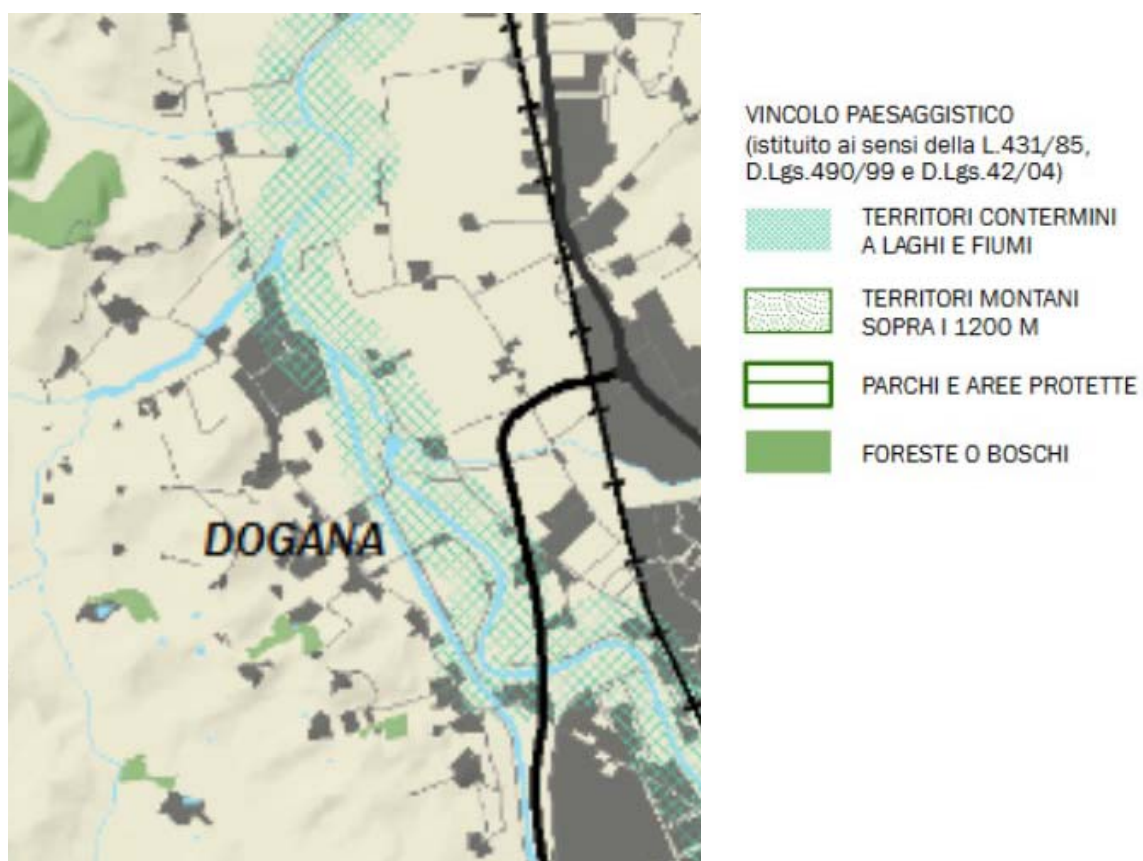 DOGANA
VINCOLO PAESAGGISTICO
(istituito ai sensi della L.431/85,
D.Lgs.490/99 e D.Lgs.42/04)
TERRITORI CONTERMINI
A LAGHI E FIUMI
TERRITORI MONTANI
SOPRA I 1200 M
PARCHI E AREE PROTETTE
FORESTE O BOSCHI